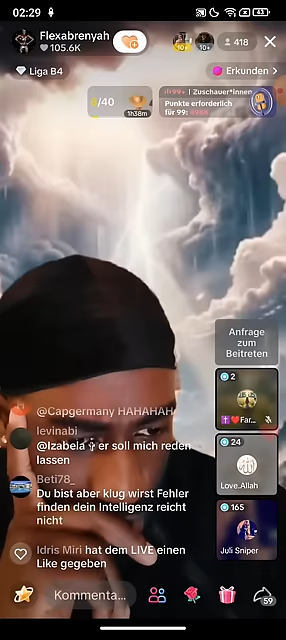 02:29
43
Flexabrenyah
105.6K
418
Liga B4
Erkunden
/40
1h38m
99+ | Zuschauer*innen
Punkte erforderlich
für 99:
Anfrage
zum
Beitreten
2
Far...
24
Love.Allah
165
Juli Sniper
@Capgermany HAHAHAH
levinabi
@Izabela✞ er soll mich reden
lassen
Beti78_
Du bist aber klug wirst Fehler
finden dein Intelligenz reicht
nicht
Idris Miri hat dem LIVE einen
Like gegeben
Kommenta...
59